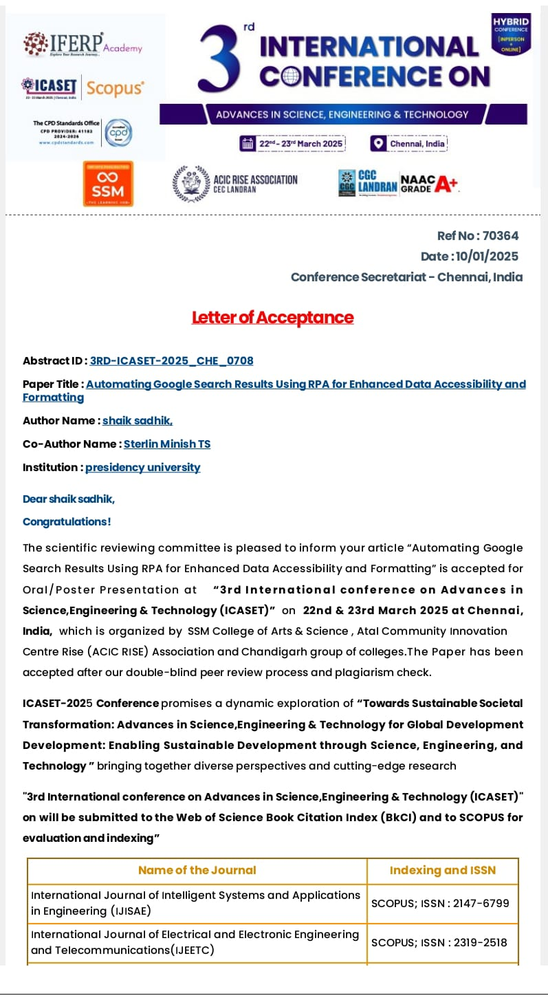 IFERP Academy
Explore Your Research Journey...
ICASET Scopus
22 - 23 March 2025 | Chennai, India
The CPD Standards Office
CPD PROVIDER: 41182
2024-2026
www.cpdstandards.com
cpd
3rd INTERNATIONAL
CONFERENCE ON
HYBRID
CONFERENCE
[INPERSON
+
ONLINE]
ADVANCES IN SCIENCE, ENGINEERING & TECHNOLOGY
22nd - 23rd March 2025
Chennai, India
SSM
THE LEARNING HUB
ACIC RISE ASSOCIATION
CEC LANDRAN
CGC
CGC
LANDRAN
NAAC
GRADE A+
Ref No : 70364
Date : 10/01/2025
Conference Secretariat - Chennai, India
Letter of Acceptance
Abstract ID : 3RD-ICASET-2025_CHE_0708
Paper Title : Automating Google Search Results Using RPA for Enhanced Data Accessibility and
Formatting
Author Name : shaik sadhik,
Co-Author Name : Sterlin Minish TS
Institution : presidency university
Dear shaik sadhik,
Congratulations!
The scientific reviewing committee is pleased to inform your article “Automating Google
Search Results Using RPA for Enhanced Data Accessibility and Formatting” is accepted for
Oral/Poster Presentation at “3rd International conference on Advances in
Science,Engineering & Technology (ICASET)” on 22nd & 23rd March 2025 at Chennai,
India, which is organized by SSM College of Arts & Science , Atal Community Innovation
Centre Rise (ACIC RISE) Association and Chandigarh group of colleges.The Paper has been
accepted after our double-blind peer review process and plagiarism check.
ICASET-2025 Conference promises a dynamic exploration of “Towards Sustainable Societal
Transformation: Advances in Science,Engineering & Technology for Global Development
Development: Enabling Sustainable Development through Science, Engineering, and
Technology ” bringing together diverse perspectives and cutting-edge research
"3rd International conference on Advances in Science,Engineering & Technology (ICASET)"
on will be submitted to the Web of Science Book Citation Index (BkCI) and to SCOPUS for
evaluation and indexing”
Name of the Journal Indexing and ISSN
International Journal of Intelligent Systems and Applications
in Engineering (IJISAE)
SCOPUS; ISSN : 2147-6799
International Journal of Electrical and Electronic Engineering
and Telecommunications(IJEETC)
SCOPUS; ISSN : 2319-2518